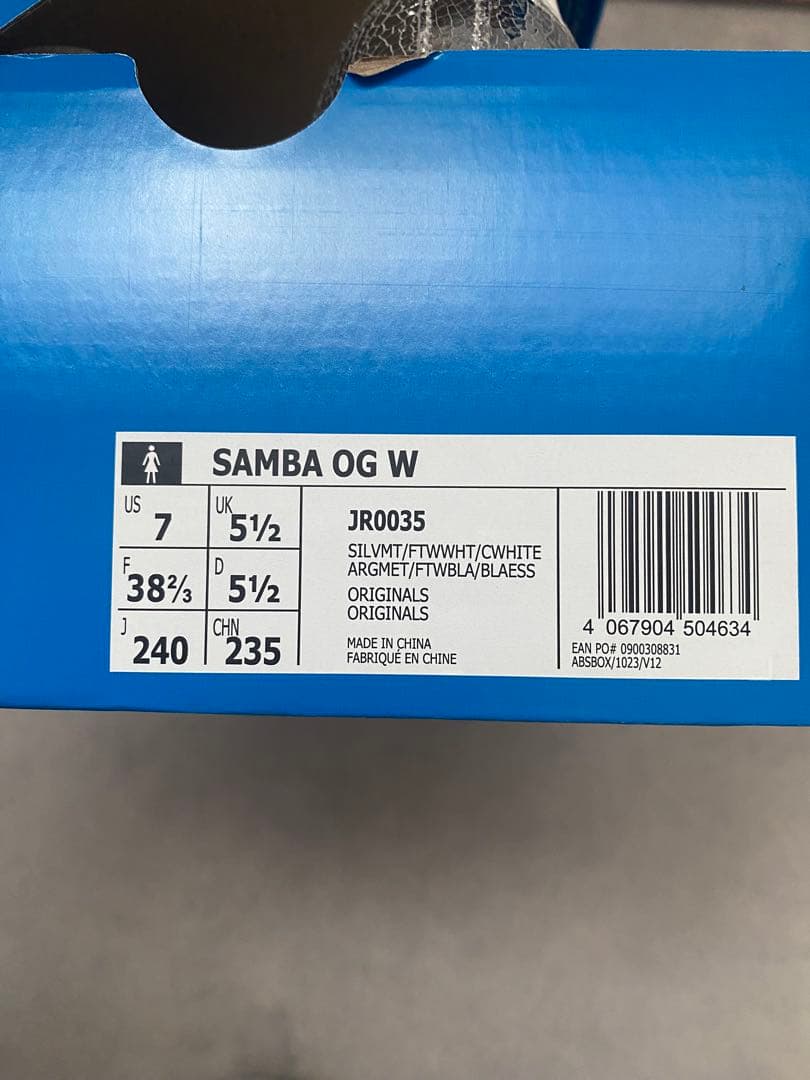 SAMBA OG W
US 7
UK 5½
F 38⅔
D 5½
J 240
CHN 235
JR0035
SILVMT/FTWWHT/CWHITE
ARGMET/FTWBLA/BLAESS
ORIGINALS
ORIGINALS
MADE IN CHINA
FABRIQUÉ EN CHINE
4 067904 504634
EAN PO# 0900308831
ABSBOX/1023/V12